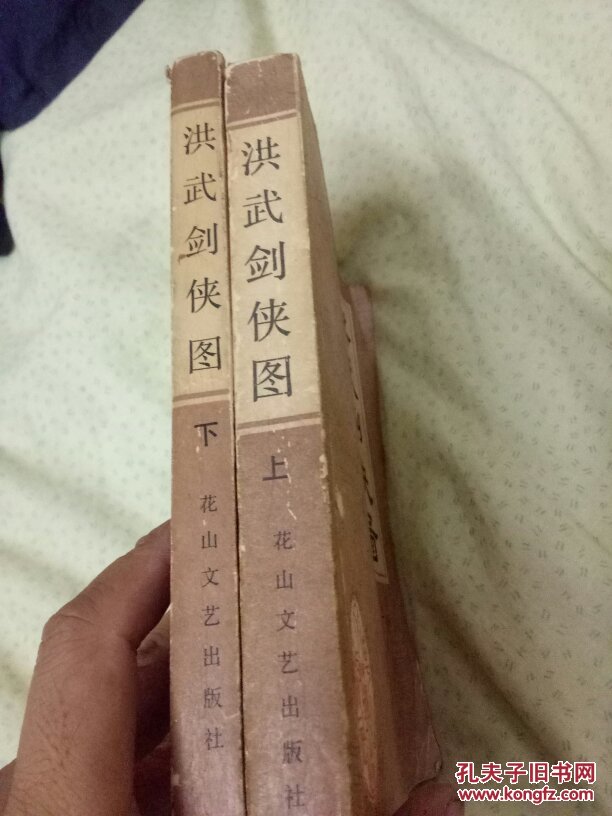 洪武剑侠图
下
花山文艺出版社
洪武剑侠图
上
花山文艺出版社
孔夫子旧书网
www.kongfz.com